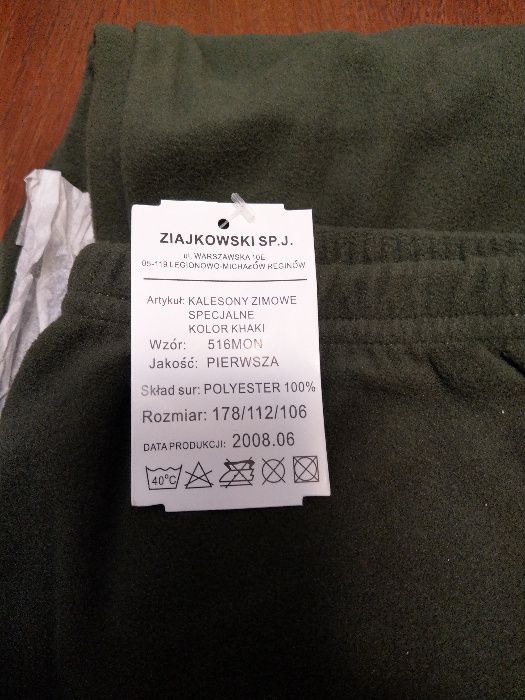 ZIAJKOWSKI SP.J.
ul. WARSZAWSKA 10E
05-119 LEGIONOWO-MICHAŁÓW REGINÓW
Artykuł: KALESONY ZIMOWE
SPECJALNE
KOLOR KHAKI
Wzór: 516MON
Jakość: PIERWSZA
Skład sur: POLYESTER 100%
Rozmiar: 178/112/106
DATA PRODUKCJI: 2008.06
40°C